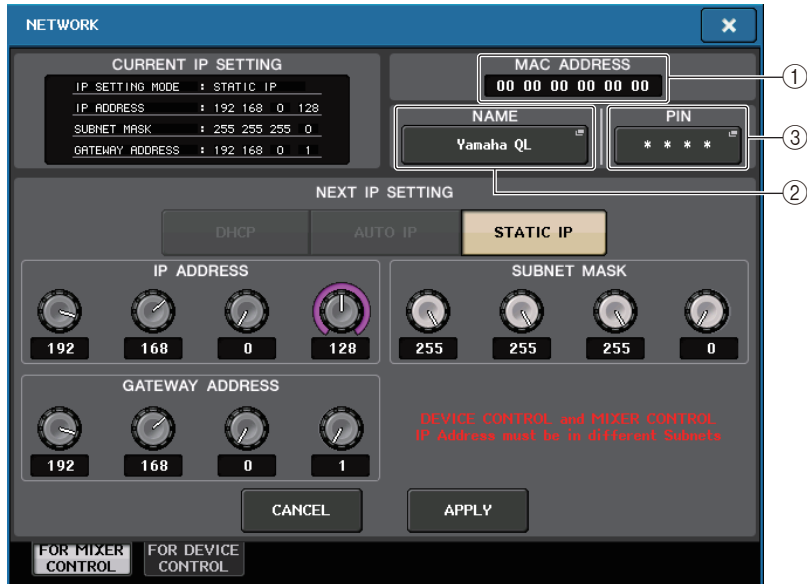 NETWORK
×
CURRENT IP SETTING
IP SETTING MODE : STATIC IP
IP ADDRESS : 192 168 0 128
SUBNET MASK : 255 255 255 0
GATEWAY ADDRESS : 192 168 0 1
MAC ADDRESS
00 00 00 00 00 00
①
NAME
Yamaha QL
②
PIN
* * * *
③
NEXT IP SETTING
DHCP
AUTO IP
STATIC IP
IP ADDRESS
192 168 0 128
SUBNET MASK
255 255 255 0
GATEWAY ADDRESS
192 168 0 1
DEVICE CONTROL and MIXER CONTROL
IP Address must be in different Subnets
CANCEL
APPLY
FOR MIXER
CONTROL
FOR DEVICE
CONTROL